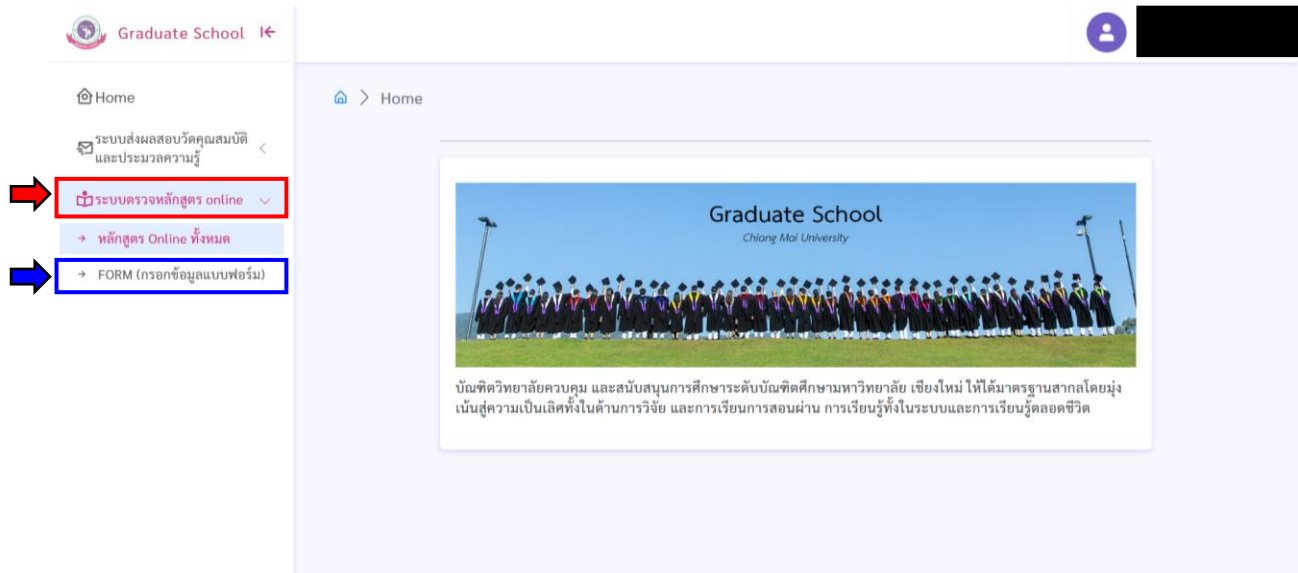 Graduate School
Home
ระบบส่งผลสอบวัดคุณสมบัติ
และประมวลความรู้
ระบบตรวจหลักสูตร online
หลักสูตร Online ทั้งหมด
FORM (กรอกข้อมูลแบบฟอร์ม)
Home
Graduate School
Chiang Mai University
บัณฑิตวิทยาลัยควบคุม และสนับสนุนการศึกษาระดับบัณฑิตศึกษามหาวิทยาลัย เชียงใหม่ ให้ได้มาตรฐานสากลโดยมุ่ง
เน้นสู่ความเป็นเลิศทั้งในด้านการวิจัย และการเรียนการสอนผ่าน การเรียนรู้ทั้งในระบบและการเรียนรู้ตลอดชีวิต